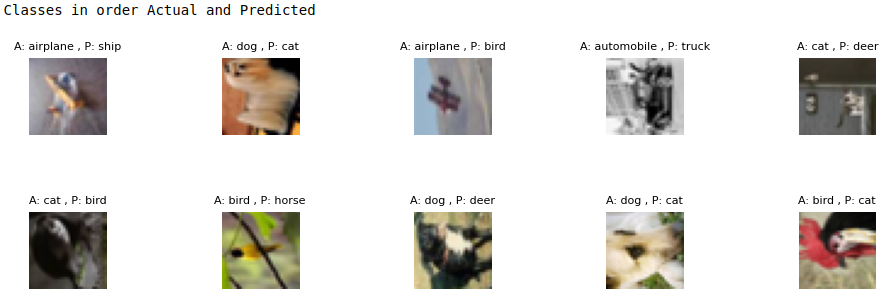 Classes in order Actual and Predicted
A: airplane , P: ship
A: dog , P: cat
A: airplane , P: bird
A: automobile , P: truck
A: cat , P: deer
A: cat , P: bird
A: bird , P: horse
A: dog , P: deer
A: dog , P: cat
A: bird , P: cat